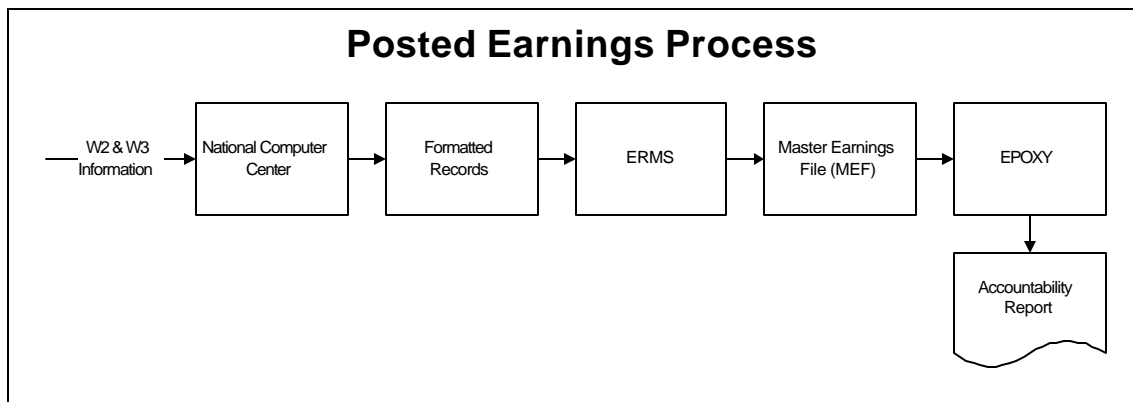 Posted Earnings Process
W2 & W3
Information
National Computer
Center
Formatted
Records
ERMS
Master Earnings
File (MEF)
EPOXY
Accountability
Report